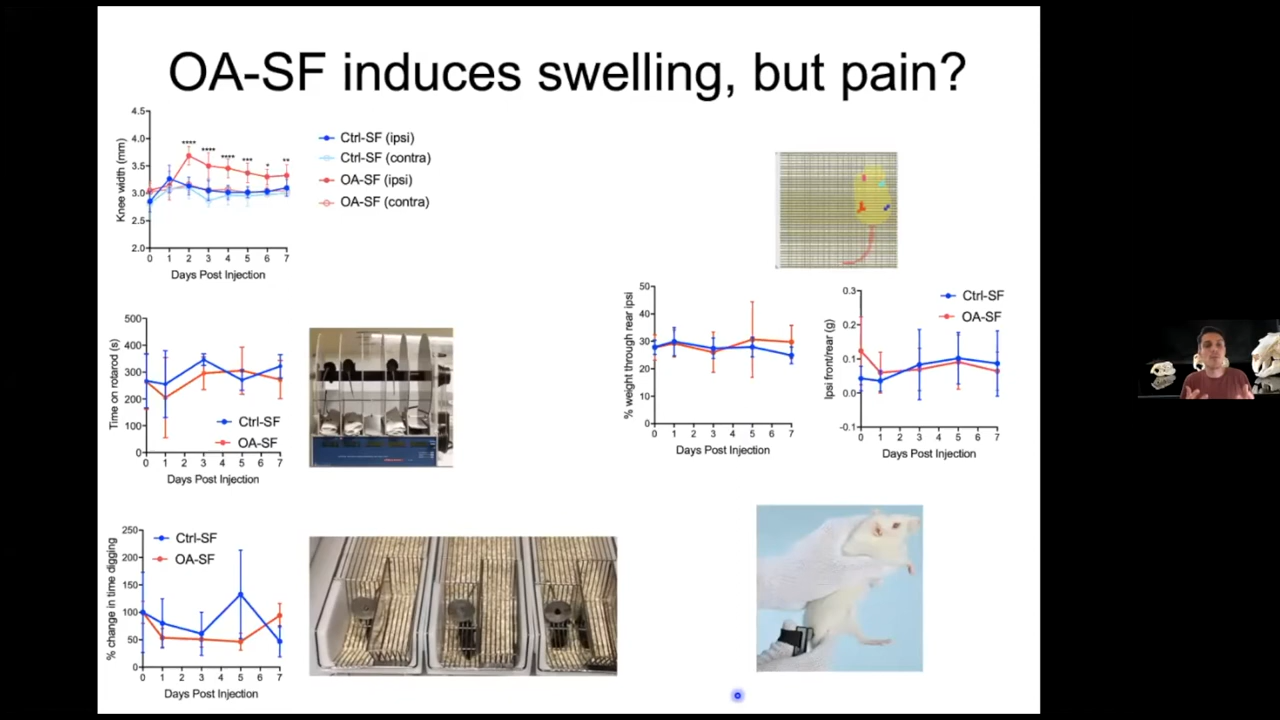 OA-SF induces swelling, but pain?
4.5
4.0
3.5
3.0
2.5
2.0
Knee width (mm)
****
****
****
***
*
**
0 1 2 3 4 5 6 7
Days Post Injection
Ctrl-SF (ipsi)
Ctrl-SF (contra)
OA-SF (ipsi)
OA-SF (contra)
500
400
300
200
100
0
Time on rotarod (s)
Ctrl-SF
OA-SF
0 1 2 3 4 5 6 7
Days Post Injection
50
40
30
20
10
0
% weight through rear ipsi
0 1 2 3 4 5 6 7
Days Post Injection
0.3
0.2
0.1
0.0
-0.1
Ipsi front/rear (g)
Ctrl-SF
OA-SF
0 1 2 3 4 5 6 7
Days Post Injection
250
200
150
100
50
0
% change in time digging
Ctrl-SF
OA-SF
0 1 2 3 4 5 6 7
Days Post Injection